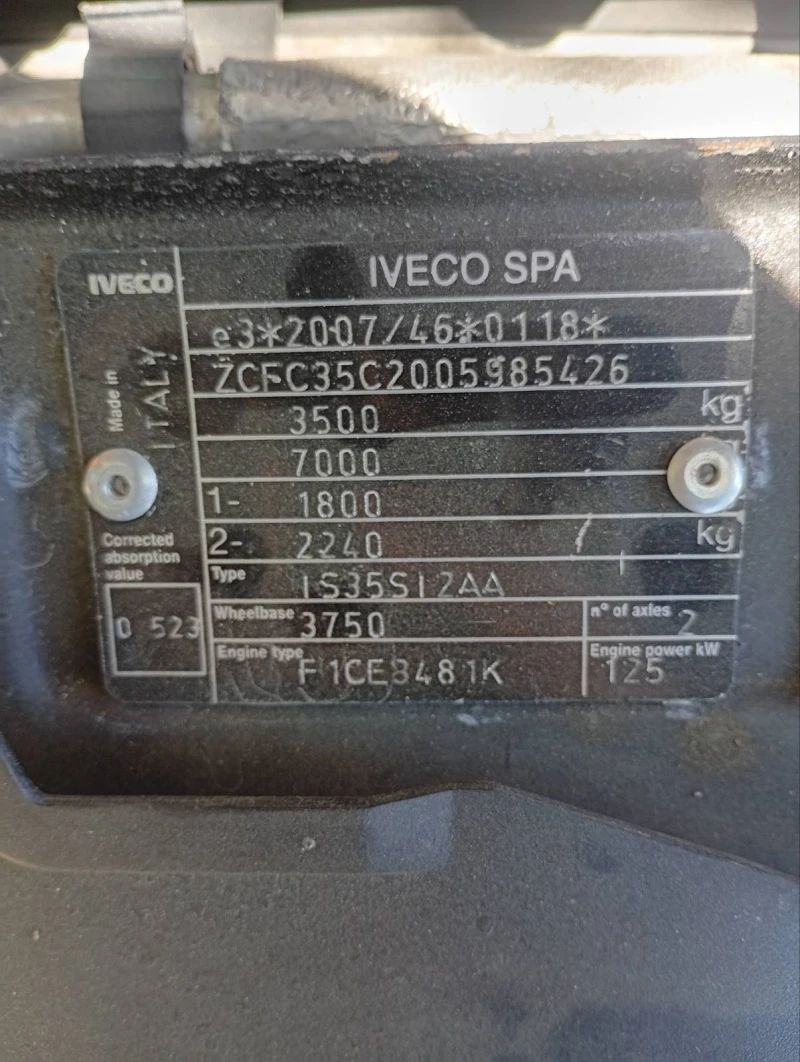 IVECO
IVECO SPA
Made in
ITALY
e3*2007/46*0118*
ZCFC35C2005985426
3500 kg
7000
1- 1800
2- 2240 kg
Corrected
absorption
value
0 523
Type IS35SI2AA
Wheelbase 3750
n° of axles 2
Engine type F1CE3481K
Engine power kW
125